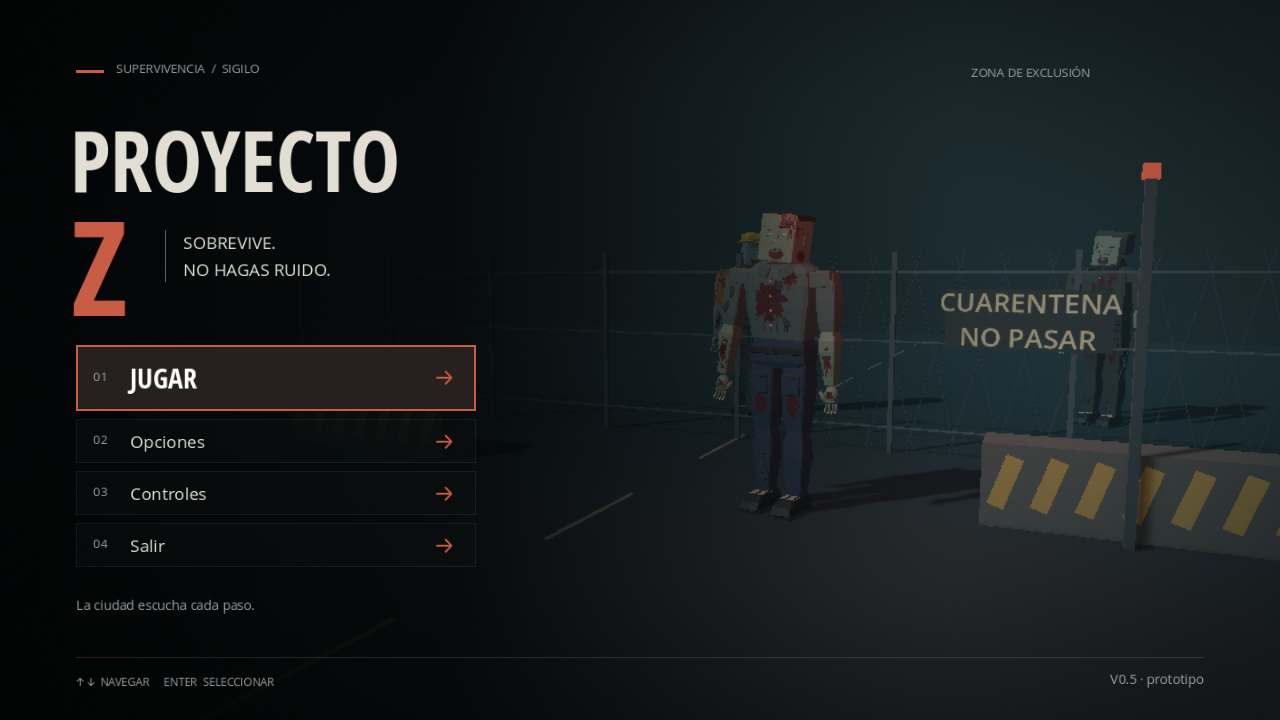 SUPERVIVENCIA / SIGILO
ZONA DE EXCLUSIÓN
PROYECTO
Z
SOBREVIVE.
NO HAGAS RUIDO.
CUARENTENA
NO PASAR
01 JUGAR →
02 Opciones →
03 Controles →
04 Salir →
La ciudad escucha cada paso.
↑↓ NAVEGAR ENTER SELECCIONAR
V0.5 · prototipo